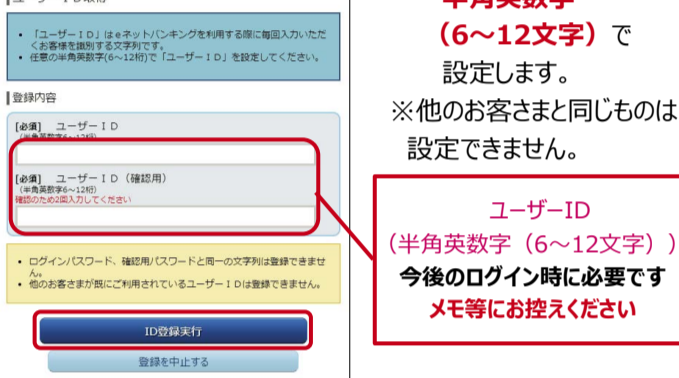 ・「ユーザーＩＤ」はｅネットバンキングを利用する際に毎回入力いただ
くお客様を識別する文字列です。
・任意の半角英数字(6～12桁)で「ユーザーＩＤ」を設定してください。
登録内容
[必須] ユーザーＩＤ
(半角英数字6～12桁)
[必須] ユーザーＩＤ（確認用）
(半角英数字6～12桁)
確認のため2回入力してください
・ログインパスワード、確認用パスワードと同一の文字列は登録できませ
ん。
・他のお客さまが既にご利用されているユーザーＩＤは登録できません。
ID登録実行
登録を中止する
半角英数字
（6～12文字）で
設定します。
※他のお客さまと同じものは
設定できません。
ユーザーID
（半角英数字（6～12文字））
今後のログイン時に必要です
メモ等にお控えください